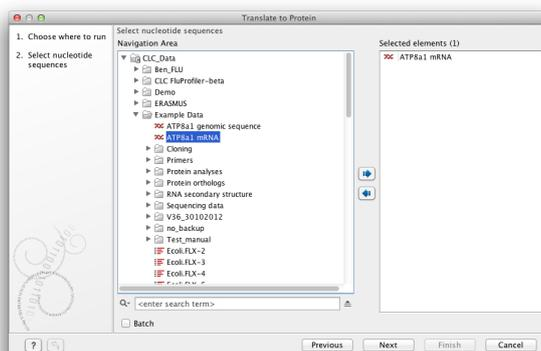 Translate to Protein
1. Choose where to run
2. Select nucleotide
sequences
Select nucleotide sequences
Navigation Area
CLC_Data
Ben_FLU
CLC FluProfiler-beta
Demo
ERASMUS
Example Data
ATP8a1 genomic sequence
ATP8a1 mRNA
Cloning
Primers
Protein analyses
Protein orthologs
RNA secondary structure
Sequencing data
V36_30102012
no_backup
Test_manual
Ecoli.FLX-2
Ecoli.FLX-3
Ecoli.FLX-4
<enter search term>
Batch
Selected elements (1)
ATP8a1 mRNA
?
Previous
Next
Finish
Cancel